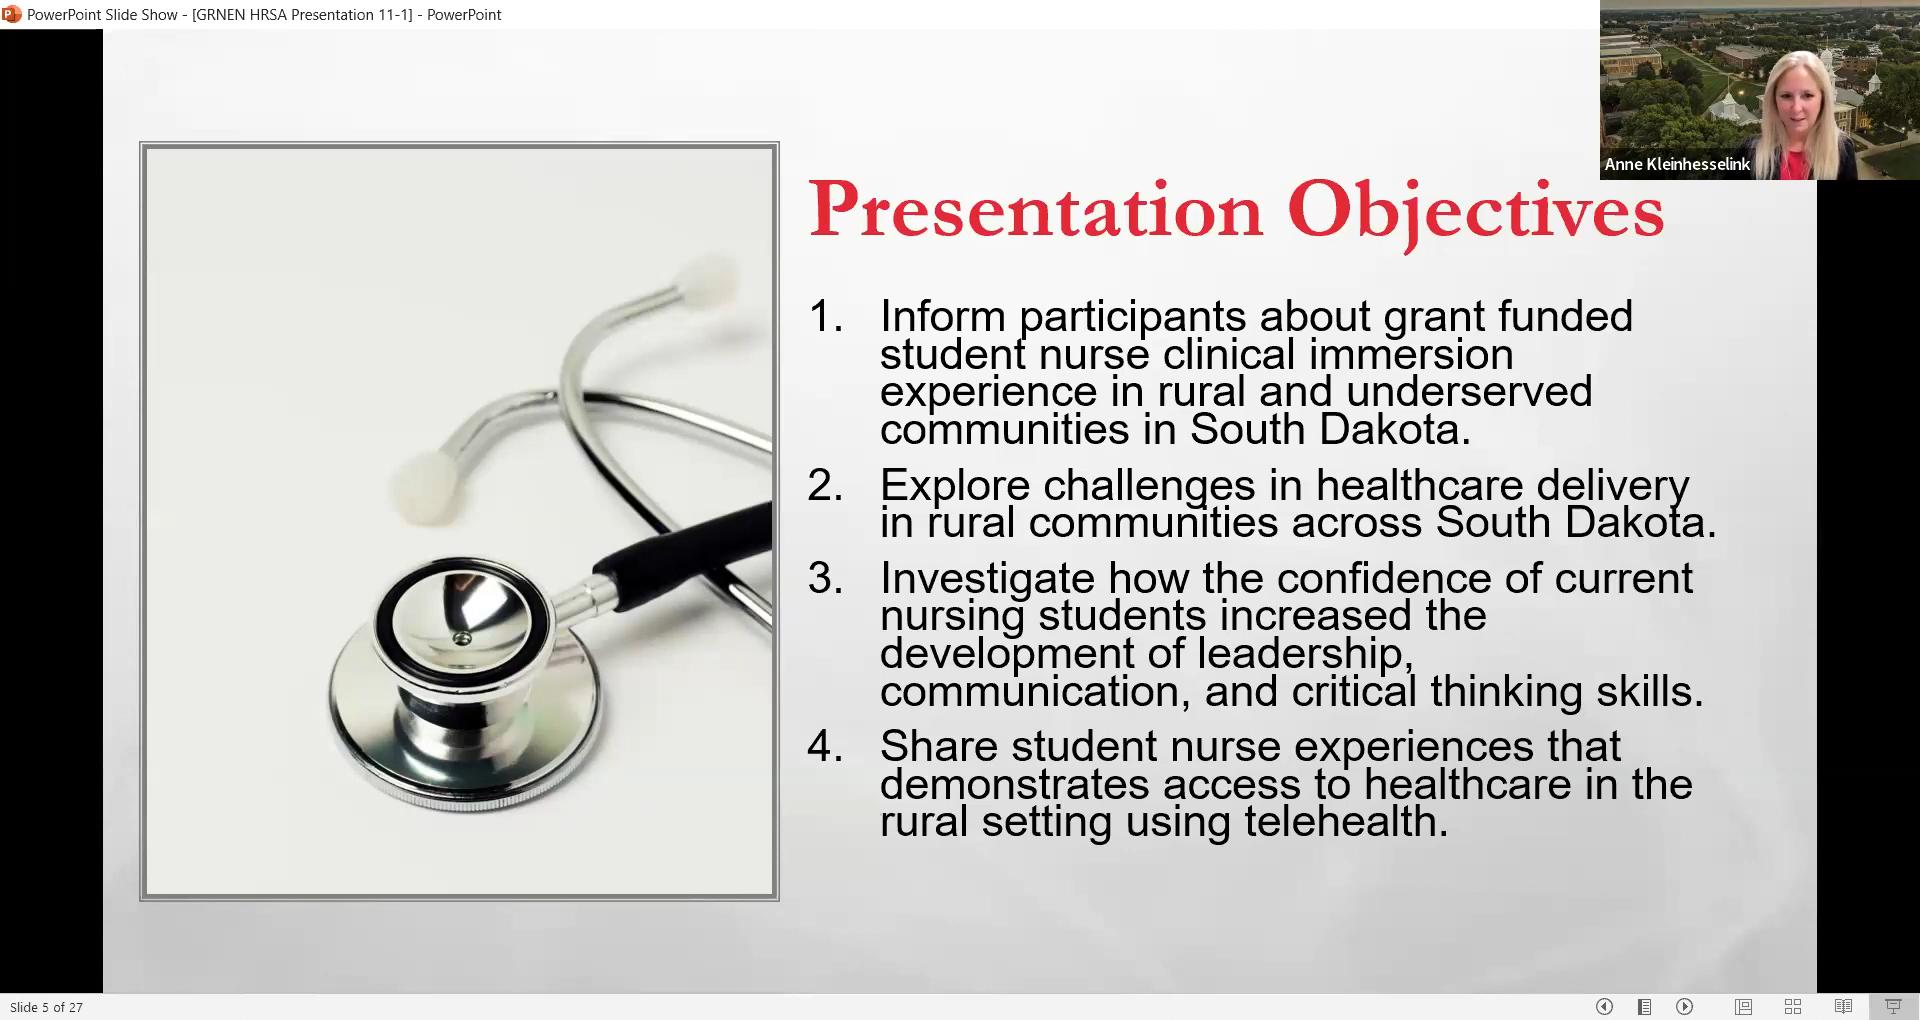 PowerPoint Slide Show - [GRNEN HRSA Presentation 11-1] - PowerPoint
Anne Kleinhesselink
Presentation Objectives
1. Inform participants about grant funded
student nurse clinical immersion
experience in rural and underserved
communities in South Dakota.
2. Explore challenges in healthcare delivery
in rural communities across South Dakota.
3. Investigate how the confidence of current
nursing students increased the
development of leadership,
communication, and critical thinking skills.
4. Share student nurse experiences that
demonstrates access to healthcare in the
rural setting using telehealth.
Slide 5 of 27